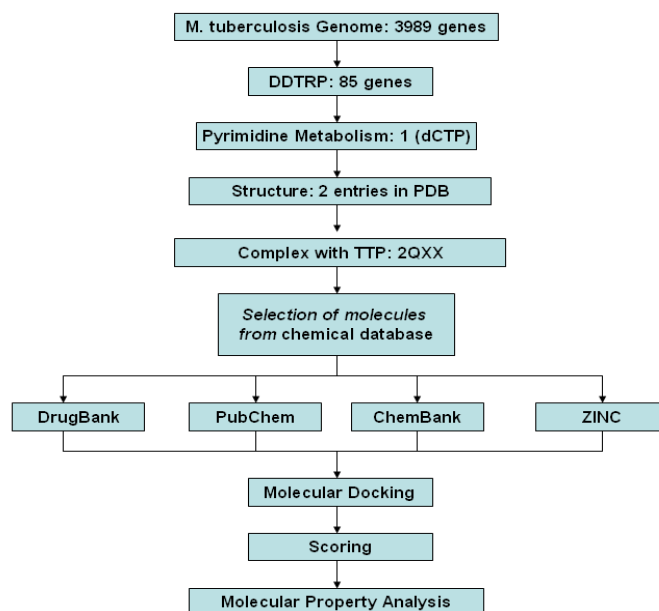 M. tuberculosis Genome: 3989 genes
DDTRP: 85 genes
Pyrimidine Metabolism: 1 (dCTP)
Structure: 2 entries in PDB
Complex with TTP: 2QXX
Selection of molecules
from chemical database
DrugBank
PubChem
ChemBank
ZINC
Molecular Docking
Scoring
Molecular Property Analysis